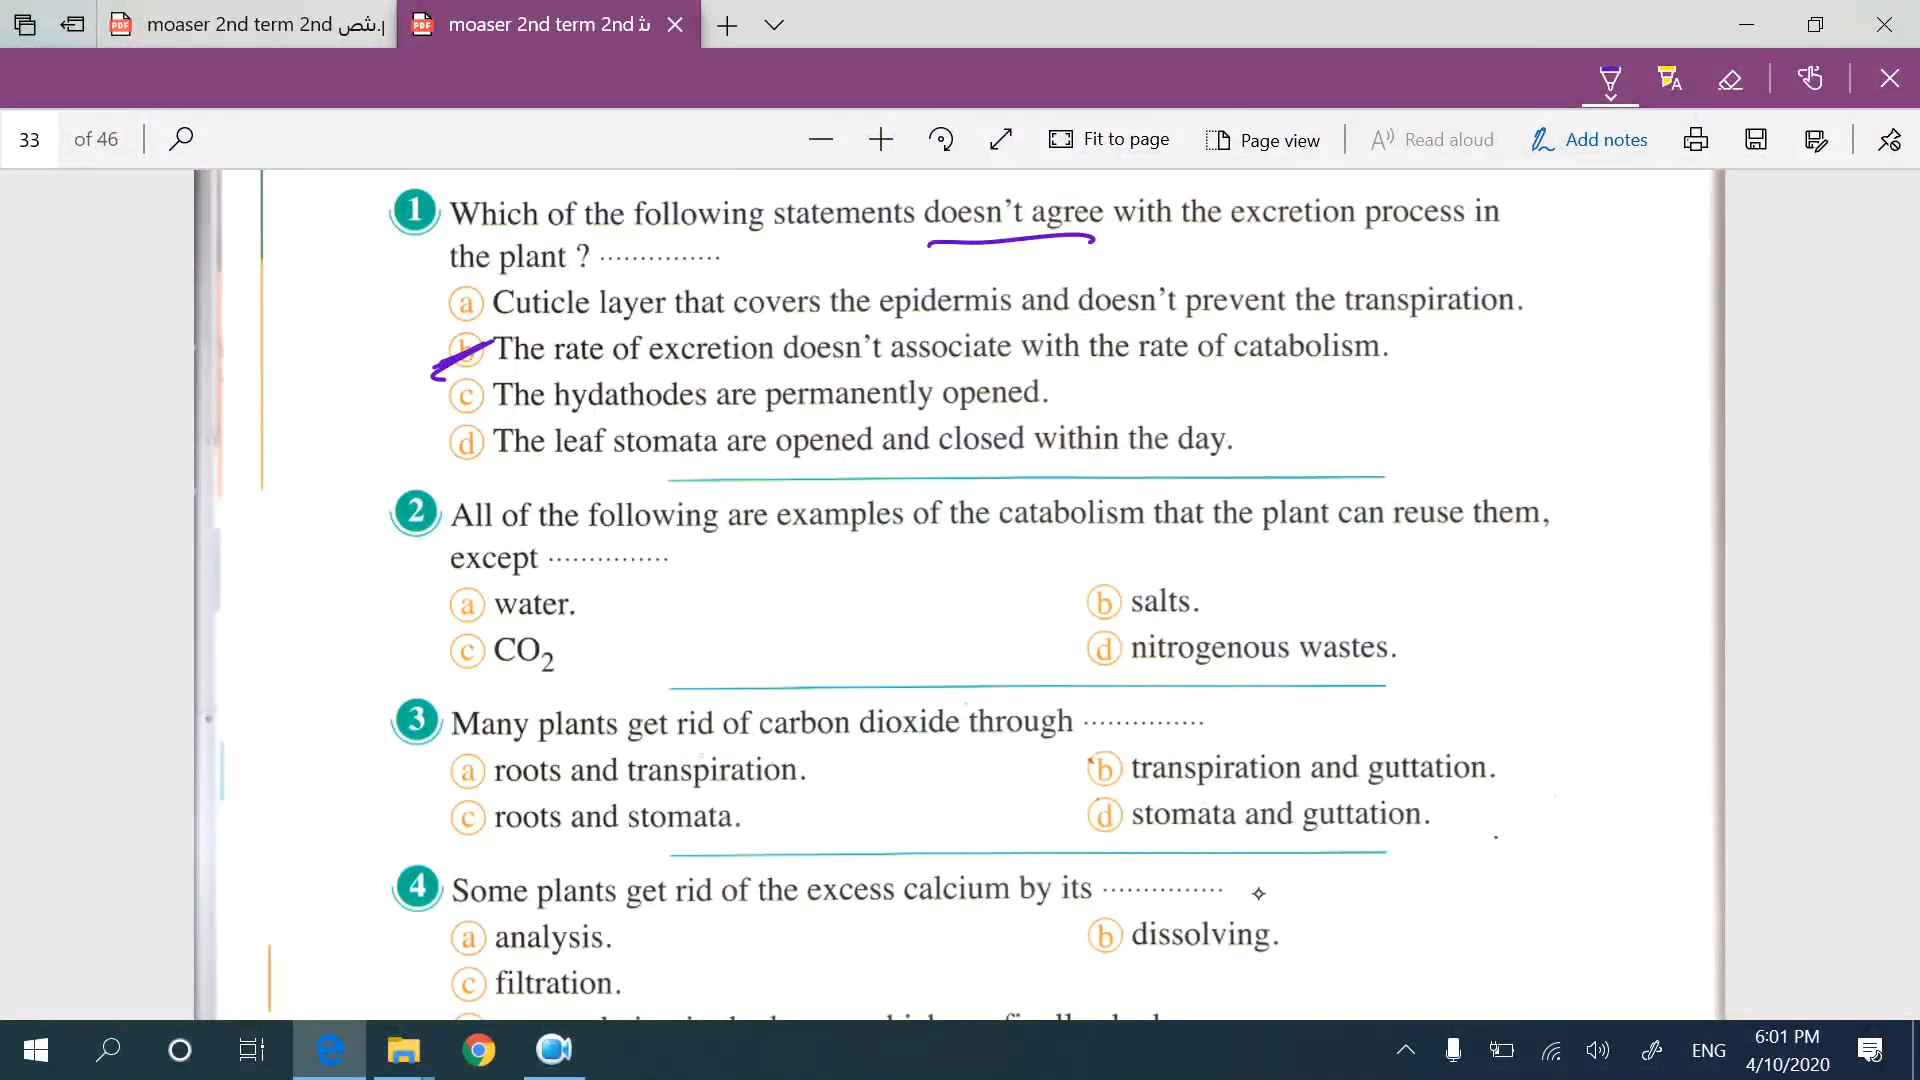 moaser 2nd term 2nd
moaser 2nd term 2nd
33 of 46
Fit to page
Page view
Read aloud
Add notes
1 Which of the following statements doesn't agree with the excretion process in
the plant ? ...............
a Cuticle layer that covers the epidermis and doesn't prevent the transpiration.
b The rate of excretion doesn't associate with the rate of catabolism.
c The hydathodes are permanently opened.
d The leaf stomata are opened and closed within the day.
2 All of the following are examples of the catabolism that the plant can reuse them,
except ...............
a water.
b salts.
c CO2
d nitrogenous wastes.
3 Many plants get rid of carbon dioxide through ...............
a roots and transpiration.
b transpiration and guttation.
c roots and stomata.
d stomata and guttation.
4 Some plants get rid of the excess calcium by its ...............
a analysis.
b dissolving.
c filtration.
ENG
6:01 PM
4/10/2020